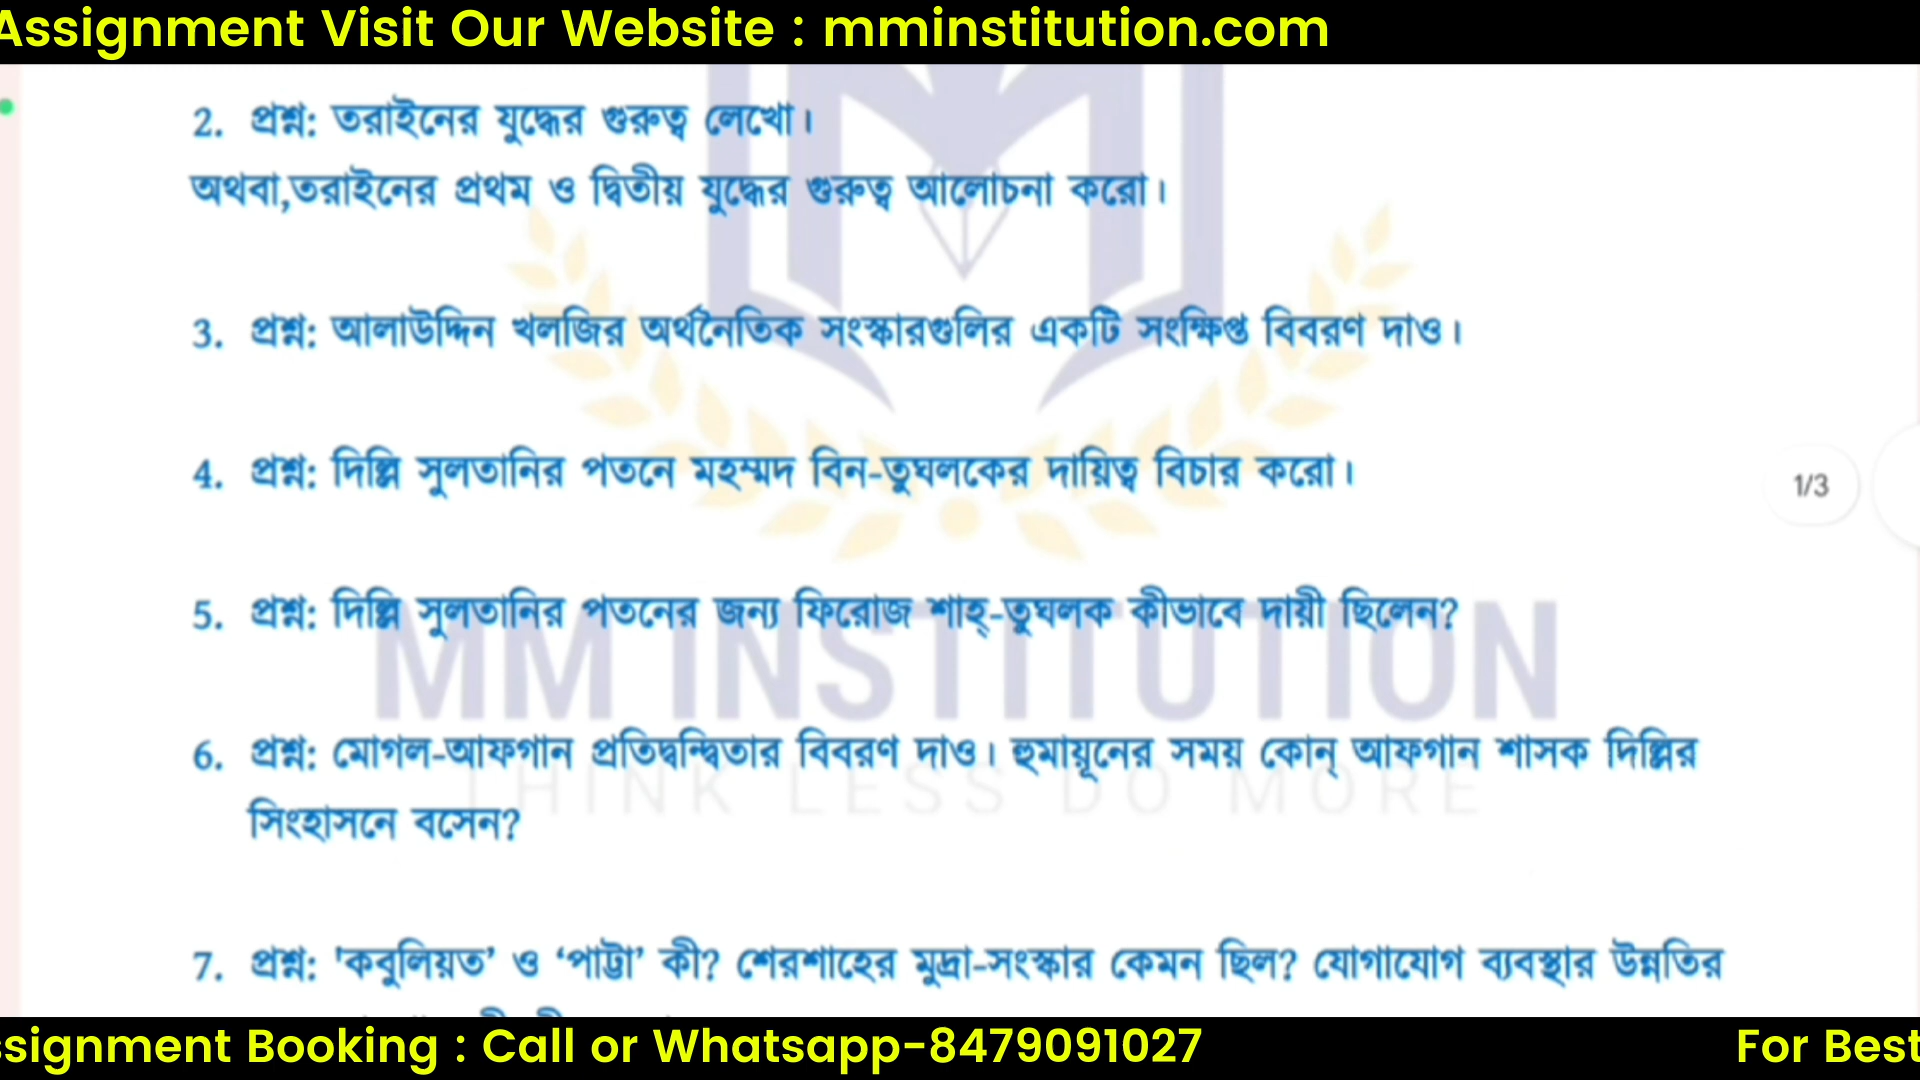 Assignment Visit Our Website : mminstitution.com
2. প্রশ্ন: তরাইনের যুদ্ধের গুরুত্ব লেখো।
অথবা,তরাইনের প্রথম ও দ্বিতীয় যুদ্ধের গুরুত্ব আলোচনা করো।
3. প্রশ্ন: আলাউদ্দিন খলজির অর্থনৈতিক সংস্কারগুলির একটি সংক্ষিপ্ত বিবরণ দাও।
4. প্রশ্ন: দিল্লি সুলতানির পতনে মহম্মদ বিন-তুঘলকের দায়িত্ব বিচার করো।
1/3
5. প্রশ্ন: দিল্লি সুলতানির পতনের জন্য ফিরোজ শাহ্-তুঘলক কীভাবে দায়ী ছিলেন?
MM INSTITUTION
6. প্রশ্ন: মোগল-আফগান প্রতিদ্বন্দ্বিতার বিবরণ দাও। হুমায়ূনের সময় কোন্ আফগান শাসক দিল্লির
THINK LESS DO MORE
সিংহাসনে বসেন?
7. প্রশ্ন: 'কবুলিয়ত’ ও ‘পাট্টা’ কী? শেরশাহের মুদ্রা-সংস্কার কেমন ছিল? যোগাযোগ ব্যবস্থার উন্নতির
ssignment Booking : Call or Whatsapp-8479091027 For Best